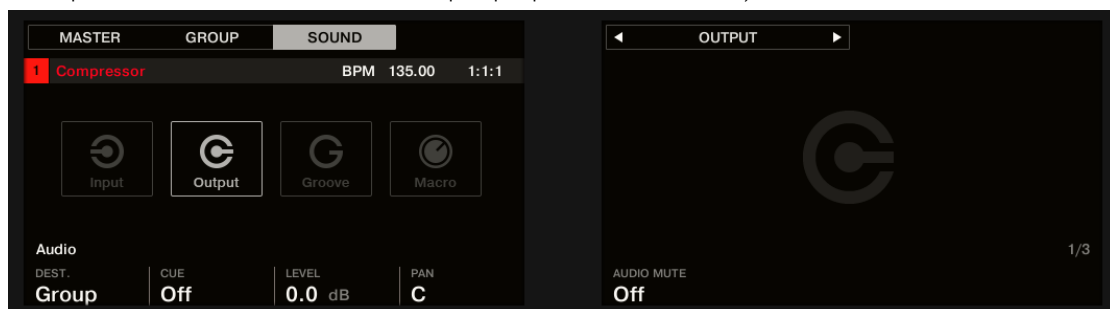 MASTER GROUP SOUND
1 Compressor BPM 135.00 1:1:1
Input Output Groove Macro
Audio
DEST. CUE LEVEL PAN
Group Off 0.0 dB C
OUTPUT
1/3
AUDIO MUTE
Off